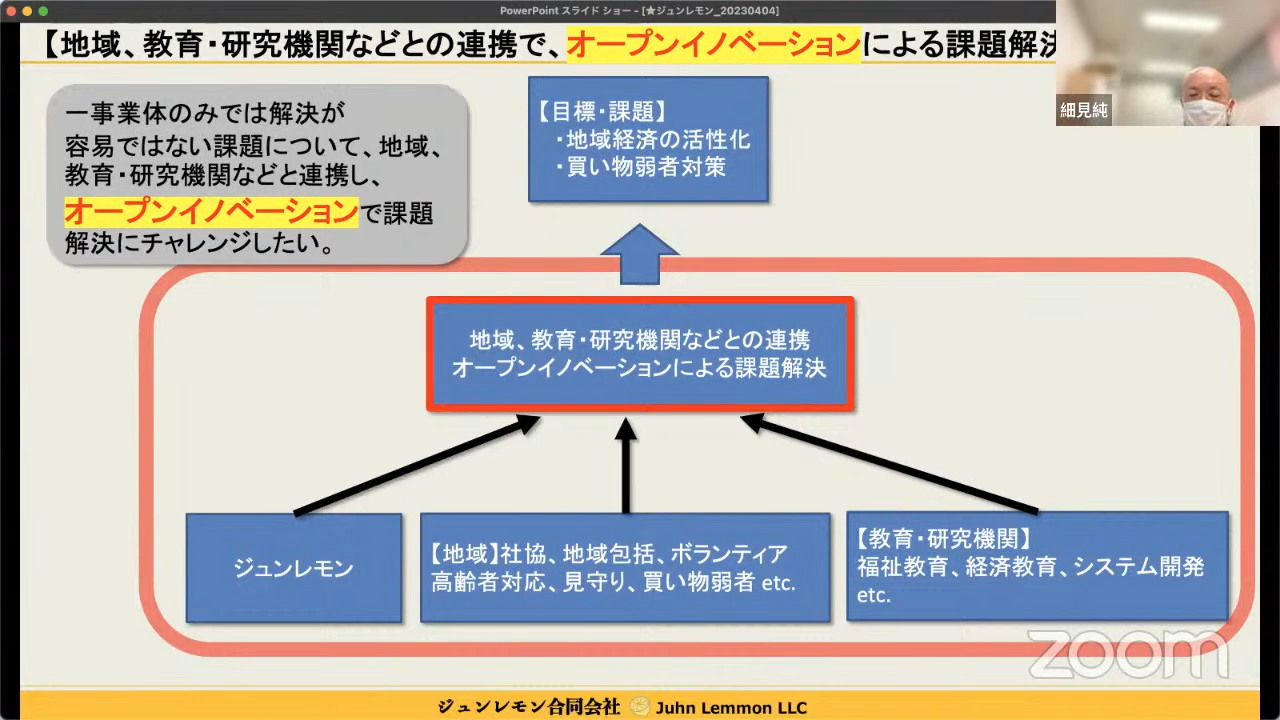 PowerPoint スライド ショー - [★ジュンレモン_20230404]
【地域、教育・研究機関などとの連携で、オープンイノベーションによる課題解決
細見純
一事業体のみでは解決が
容易ではない課題について、地域、
教育・研究機関などと連携し、
オープンイノベーションで課題
解決にチャレンジしたい。
【目標・課題】
・地域経済の活性化
・買い物弱者対策
地域、教育・研究機関などとの連携
オープンイノベーションによる課題解決
ジュンレモン
【地域】社協、地域包括、ボランティア
高齢者対応、見守り、買い物弱者 etc.
【教育・研究機関】
福祉教育、経済教育、システム開発
etc.
zoom
ジュンレモン合同会社 Juhn Lemmon LLC